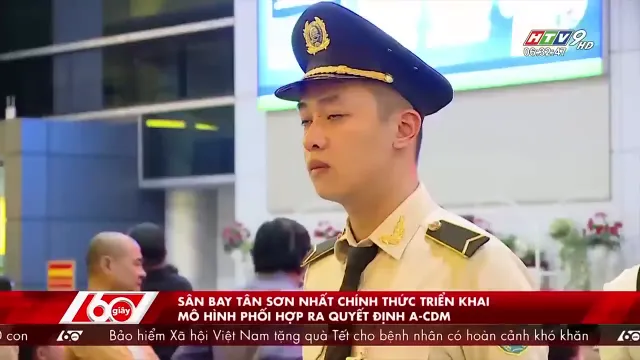 HTV9 HD
06:32:47
60 giây
SÂN BAY TÂN SƠN NHẤT CHÍNH THỨC TRIỂN KHAI
MÔ HÌNH PHỐI HỢP RA QUYẾT ĐỊNH A-CDM
O con
Bảo hiểm Xã hội Việt Nam tặng quà Tết cho bệnh nhân có hoàn cảnh khó khăn